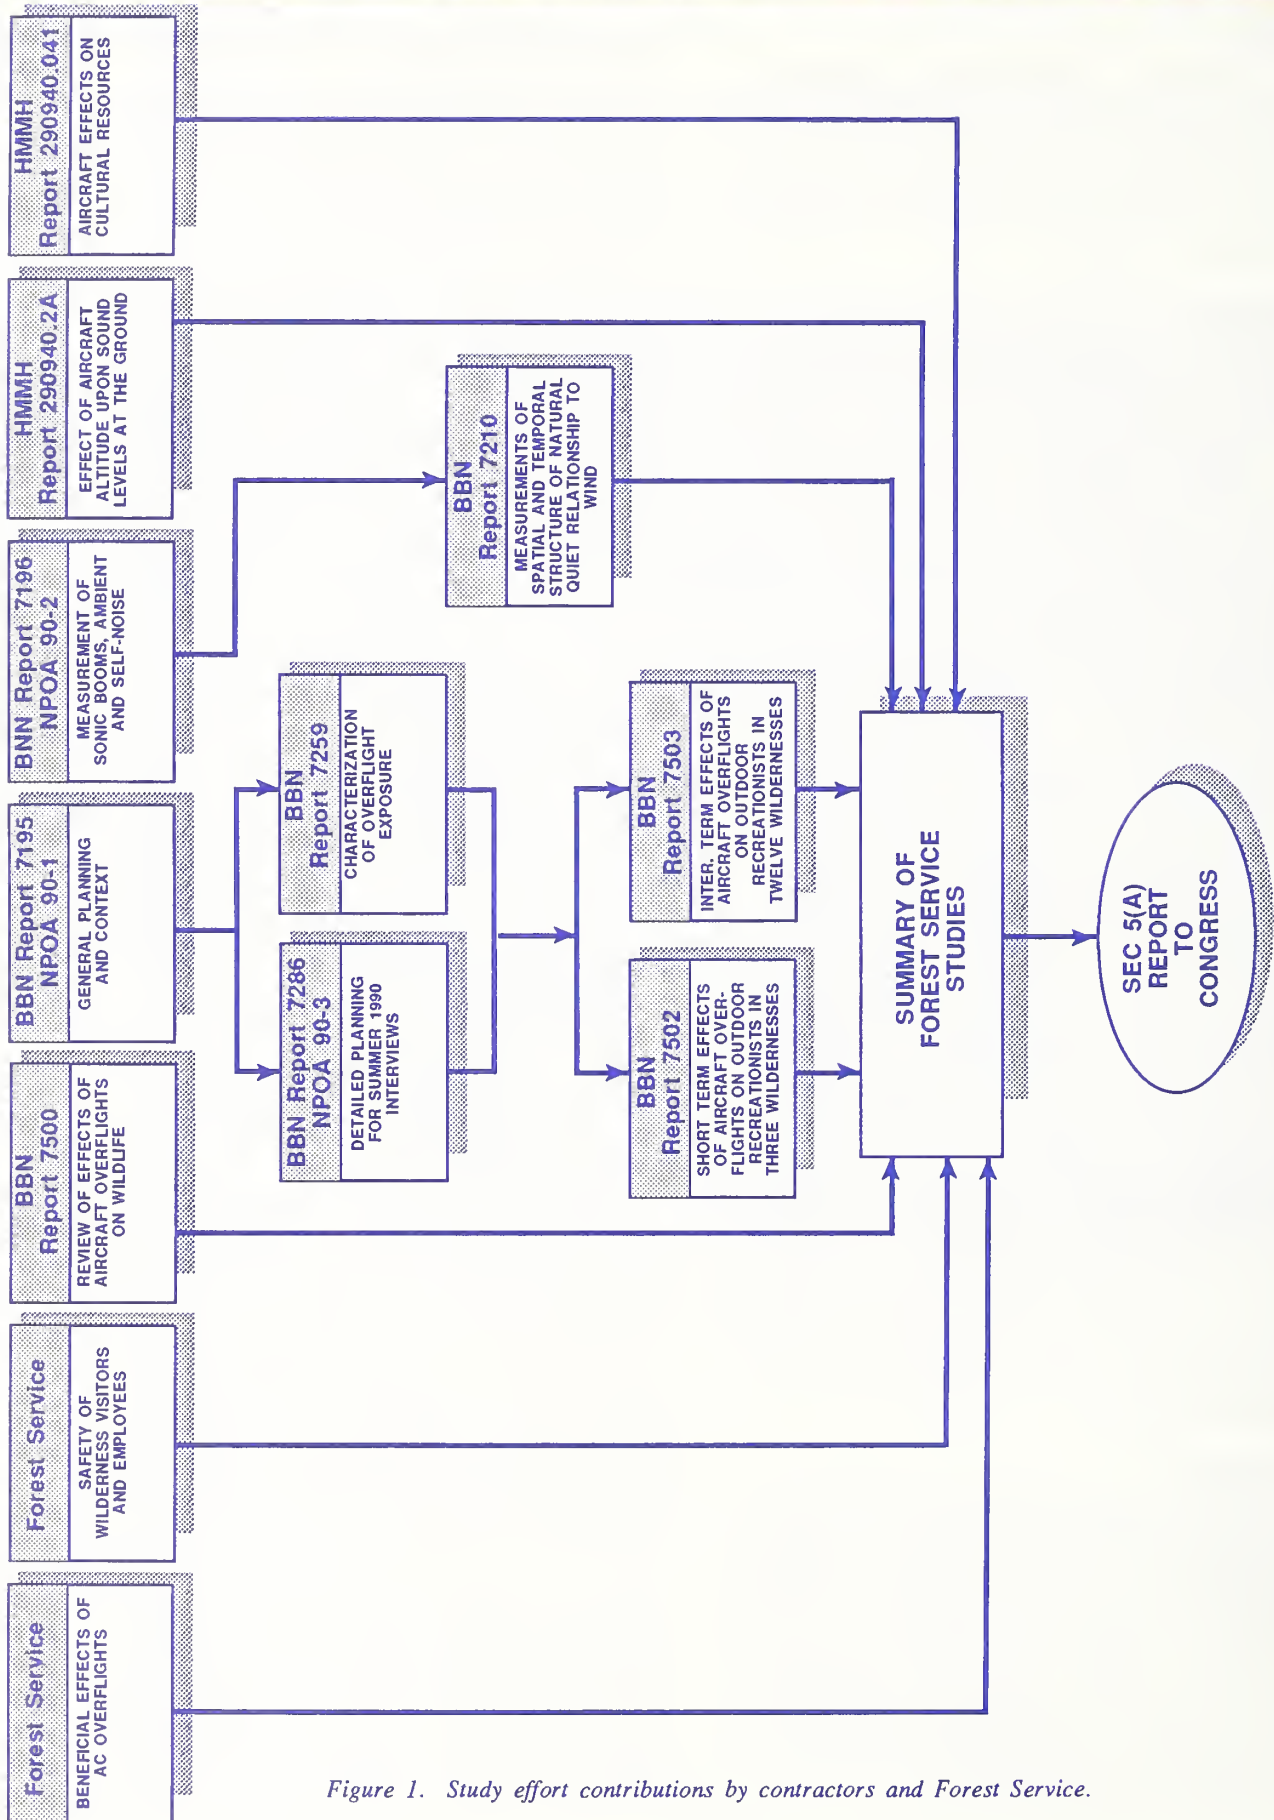 Forest Service
BENEFICIAL EFFECTS OF
AC OVERFLIGHTS
Forest Service
SAFETY OF
WILDERNESS VISITORS
AND EMPLOYEES
BBN
Report 7500
REVIEW OF EFFECTS OF
AIRCRAFT OVERFLIGHTS
ON WILDLIFE
BBN Report 7195
NPOA 90-1
GENERAL PLANNING
AND CONTEXT
BNN Report 7196
NPOA 90-2
MEASUREMENT OF
SONIC BOOMS, AMBIENT
AND SELF-NOISE
HMMH
Report 290940.2A
EFFECT OF AIRCRAFT
ALTITUDE UPON SOUND
LEVELS AT THE GROUND
HMMH
Report 290940.041
AIRCRAFT EFFECTS ON
CULTURAL RESOURCES
BBN Report 7286
NPOA 90-3
DETAILED PLANNING
FOR SUMMER 1990
INTERVIEWS
BBN
Report 7259
CHARACTERIZATION
OF OVERFLIGHT
EXPOSURE
BBN
Report 7210
MEASUREMENTS OF
SPATIAL AND TEMPORAL
STRUCTURE OF NATURAL
QUIET RELATIONSHIP TO
WIND
BBN
Report 7502
SHORT TERM EFFECTS
OF AIRCRAFT OVER-
FLIGHTS ON OUTDOOR
RECREATIONISTS IN
THREE WILDERNESSES
BBN
Report 7503
INTER. TERM EFFECTS OF
AIRCRAFT OVERFLIGHTS
ON OUTDOOR
RECREATIONISTS IN
TWELVE WILDERNESSES
SUMMARY OF
FOREST SERVICE
STUDIES
SEC 5(A)
REPORT
TO
CONGRESS
Figure 1. Study effort contributions by contractors and Forest Service.